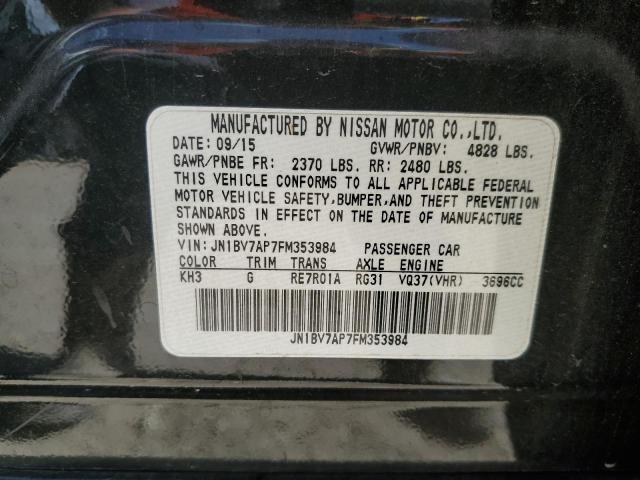 MANUFACTURED BY NISSAN MOTOR CO.,LTD.
DATE: 09/15 GVWR/PNBV: 4828 LBS.
GAWR/PNBE FR: 2370 LBS. RR: 2480 LBS.
THIS VEHICLE CONFORMS TO ALL APPLICABLE FEDERAL
MOTOR VEHICLE SAFETY,BUMPER,AND THEFT PREVENTION
STANDARDS IN EFFECT ON THE DATE OF MANUFACTURE
SHOWN ABOVE.
VIN: JN1BV7AP7FM353984 PASSENGER CAR
COLOR TRIM TRANS AXLE ENGINE
KH3 G RE7R01A RG31 VQ37(VHR) 3696CC
JN1BV7AP7FM353984